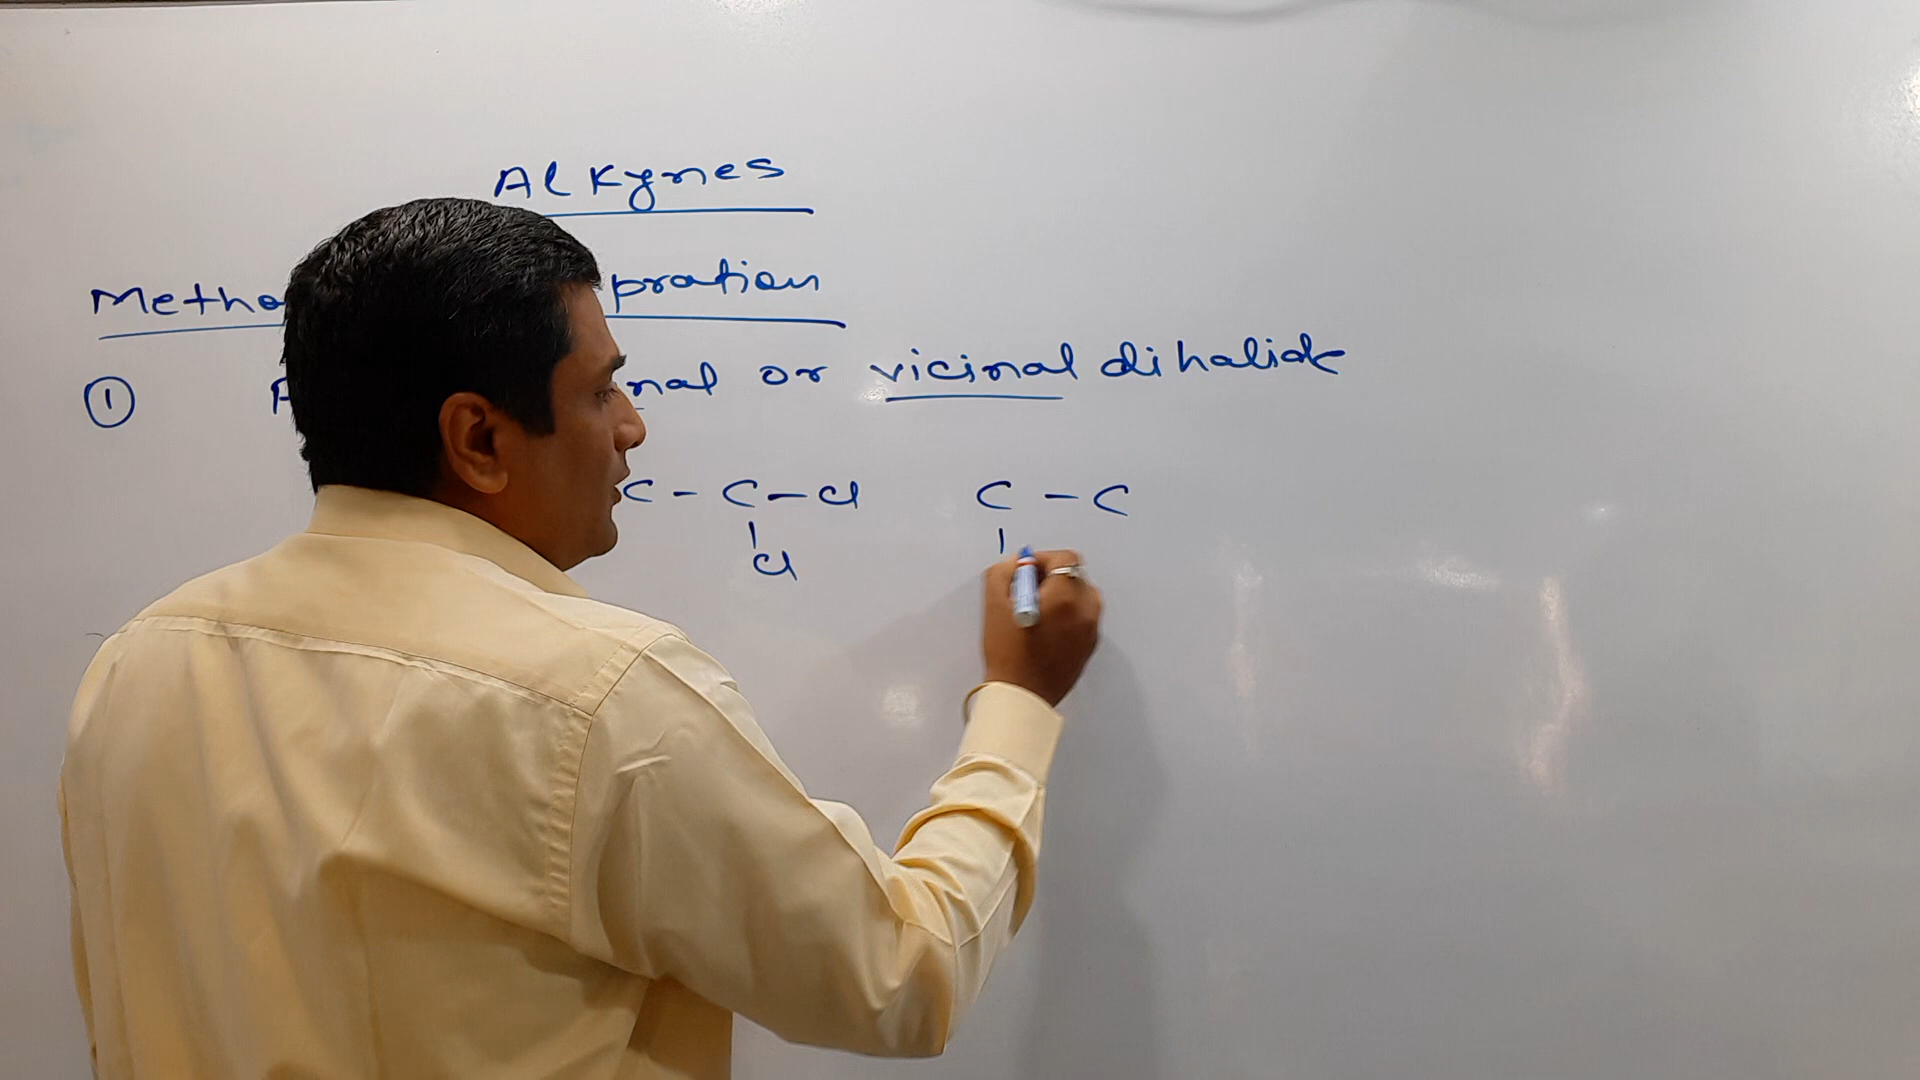 Alkynes
Metho pration
① nal or vicinal dihalide
C - C - Cl C - C
Cl